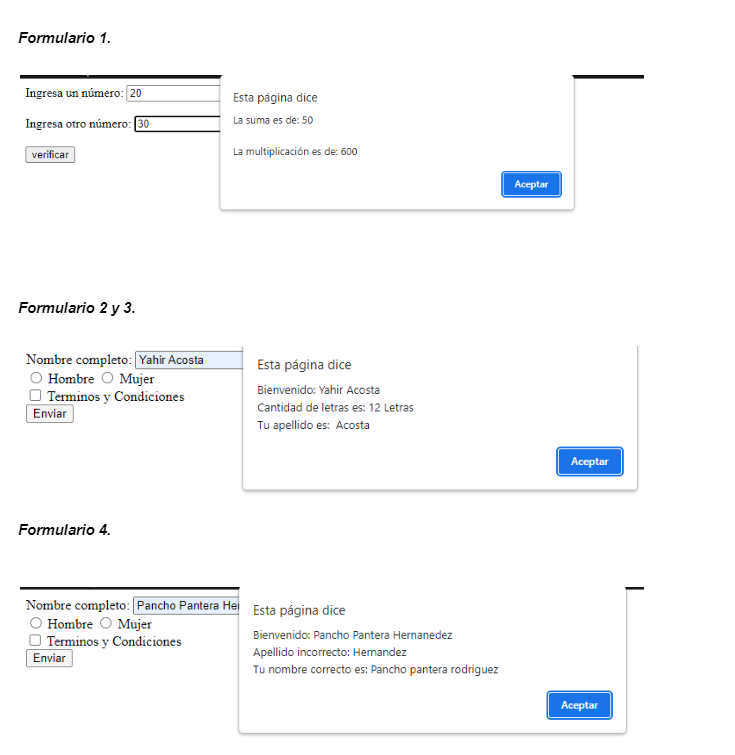 Formulario 1.
Ingresa un número: 20
Esta página dice
Ingresa otro número: 30
La suma es de: 50
verificar
La multiplicación es de: 600
Aceptar
Formulario 2 y 3.
Nombre completo: Yahir Acosta
Hombre Mujer
Terminos y Condiciones
Enviar
Esta página dice
Bienvenido: Yahir Acosta
Cantidad de letras es: 12 Letras
Tu apellido es: Acosta
Aceptar
Formulario 4.
Nombre completo: Pancho Pantera Her
Hombre Mujer
Terminos y Condiciones
Enviar
Esta página dice
Bienvenido: Pancho Pantera Hernanedez
Apellido incorrecto: Hernandez
Tu nombre correcto es: Pancho pantera rodriguez
Aceptar